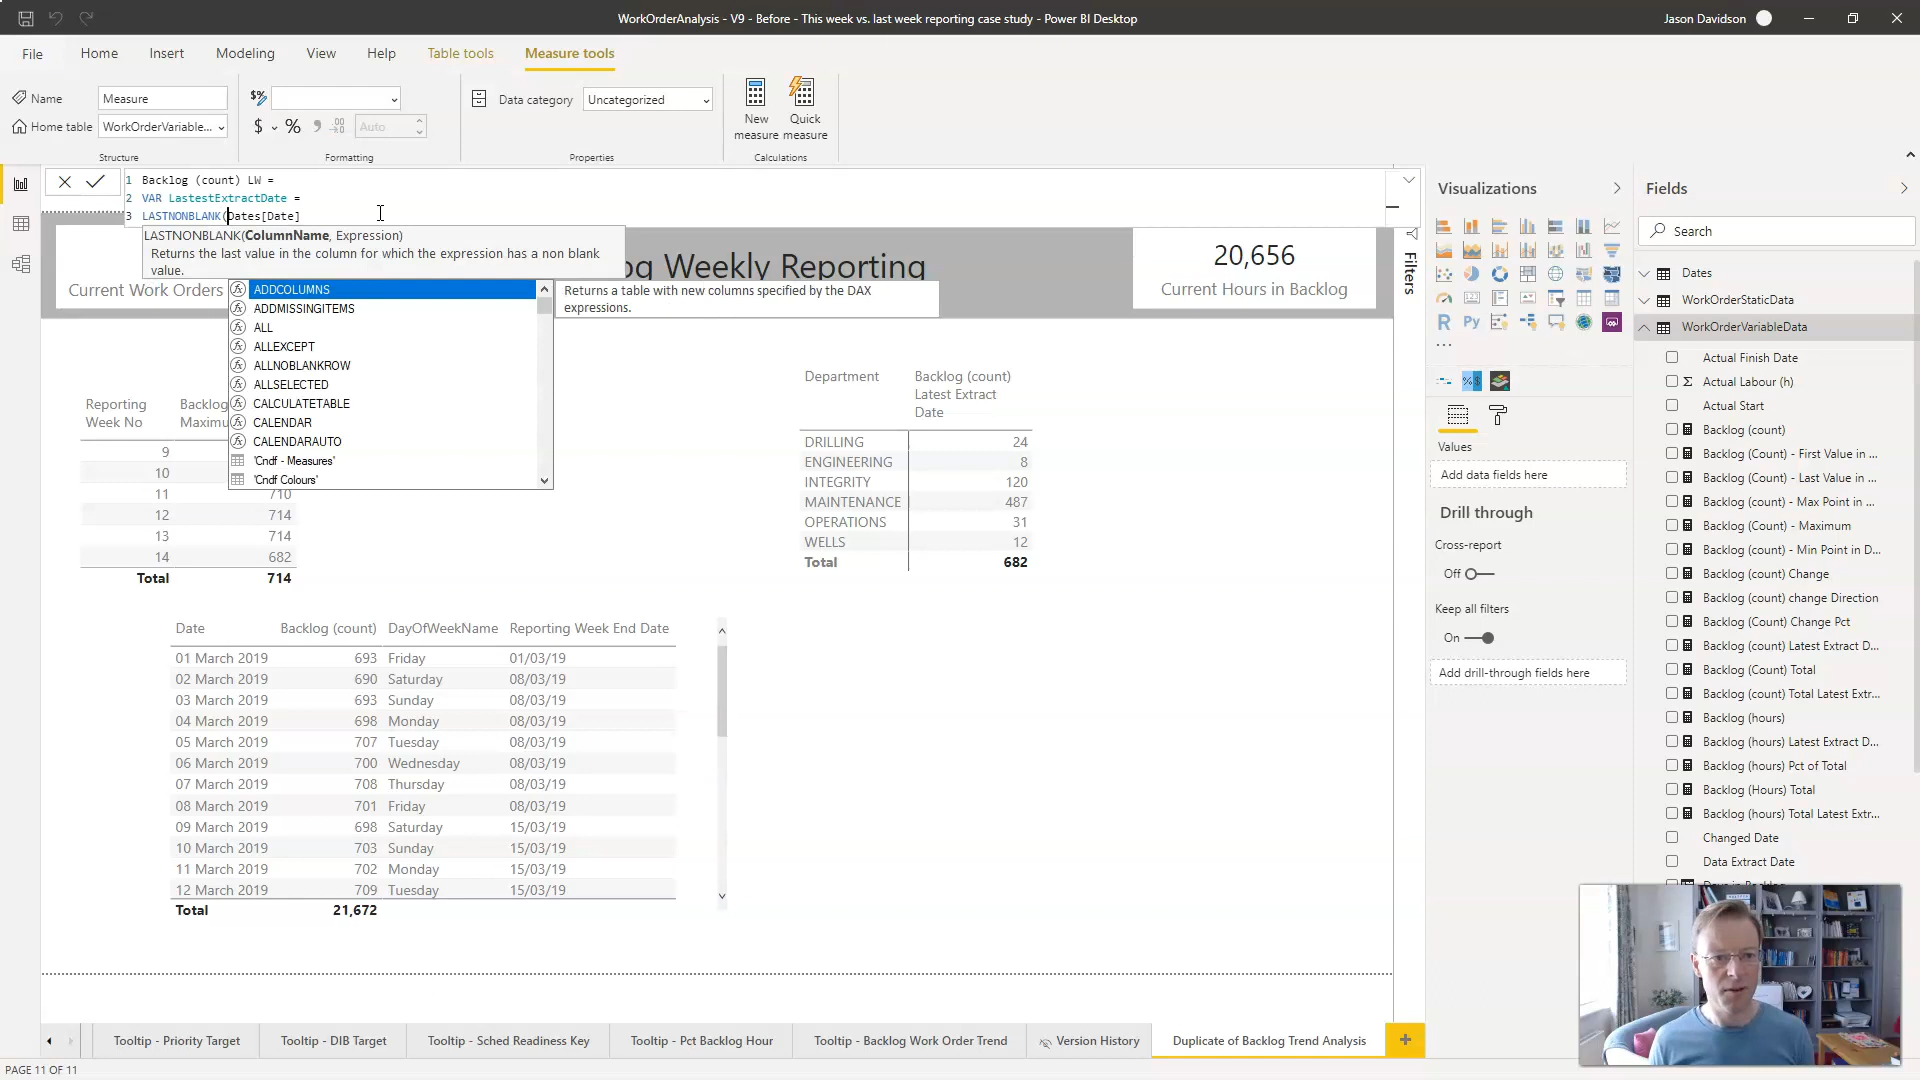 WorkOrderAnalysis - V9 - Before - This week vs. last week reporting case study - Power BI Desktop
Jason Davidson
File
Home
Insert
Modeling
View
Help
Table tools
Measure tools
Name
Measure
Home table
WorkOrderVariable...
Structure
$%
$ % 9 .00
Auto
Formatting
Data category
Uncategorized
Properties
New measure
Quick measure
Calculations
1 Backlog (count) LW =
2 VAR LastestExtractDate =
3 LASTNONBLANK(Dates[Date]
LASTNONBLANK(ColumnName, Expression)
Returns the last value in the column for which the expression has a non blank
value.
og Weekly Reporting
Current Work Orders
20,656
Current Hours in Backlog
ADDCOLUMNS
Returns a table with new columns specified by the DAX
expressions.
ADDMISSINGITEMS
ALL
ALLEXCEPT
ALLNOBLANKROW
ALLSELECTED
CALCULATETABLE
CALENDAR
CALENDARAUTO
'Cndf - Measures'
'Cndf Colours'
Reporting Backlog
Week No Maximu
9
10
11 710
12 714
13 714
14 682
Total 714
Department Backlog (count)
Latest Extract
Date
DRILLING 24
ENGINEERING 8
INTEGRITY 120
MAINTENANCE 487
OPERATIONS 31
WELLS 12
Total 682
Date Backlog (count) DayOfWeekName Reporting Week End Date
01 March 2019 693 Friday 01/03/19
02 March 2019 690 Saturday 08/03/19
03 March 2019 693 Sunday 08/03/19
04 March 2019 698 Monday 08/03/19
05 March 2019 707 Tuesday 08/03/19
06 March 2019 700 Wednesday 08/03/19
07 March 2019 708 Thursday 08/03/19
08 March 2019 701 Friday 08/03/19
09 March 2019 698 Saturday 15/03/19
10 March 2019 703 Sunday 15/03/19
11 March 2019 702 Monday 15/03/19
12 March 2019 709 Tuesday 15/03/19
Total 21,672
Filters
Visualizations
R Py
...
Values
Add data fields here
Drill through
Cross-report
Off
Keep all filters
On
Add drill-through fields here
Fields
Search
Dates
WorkOrderStaticData
WorkOrderVariableData
Actual Finish Date
Σ Actual Labour (h)
Actual Start
Backlog (count)
Backlog (Count) - First Value in ...
Backlog (Count) - Last Value in ...
Backlog (count) - Max Point in ...
Backlog (Count) - Maximum
Backlog (count) - Min Point in D...
Backlog (count) Change
Backlog (count) change Direction
Backlog (Count) Change Pct
Backlog (count) Latest Extract D...
Backlog (Count) Total
Backlog (count) Total Latest Extr...
Backlog (hours)
Backlog (hours) Latest Extract D...
Backlog (hours) Pct of Total
Backlog (Hours) Total
Backlog (hours) Total Latest Extr...
Changed Date
Data Extract Date
Tooltip - Priority Target
Tooltip - DIB Target
Tooltip - Sched Readiness Key
Tooltip - Pct Backlog Hour
Tooltip - Backlog Work Order Trend
Version History
Duplicate of Backlog Trend Analysis
PAGE 11 OF 11